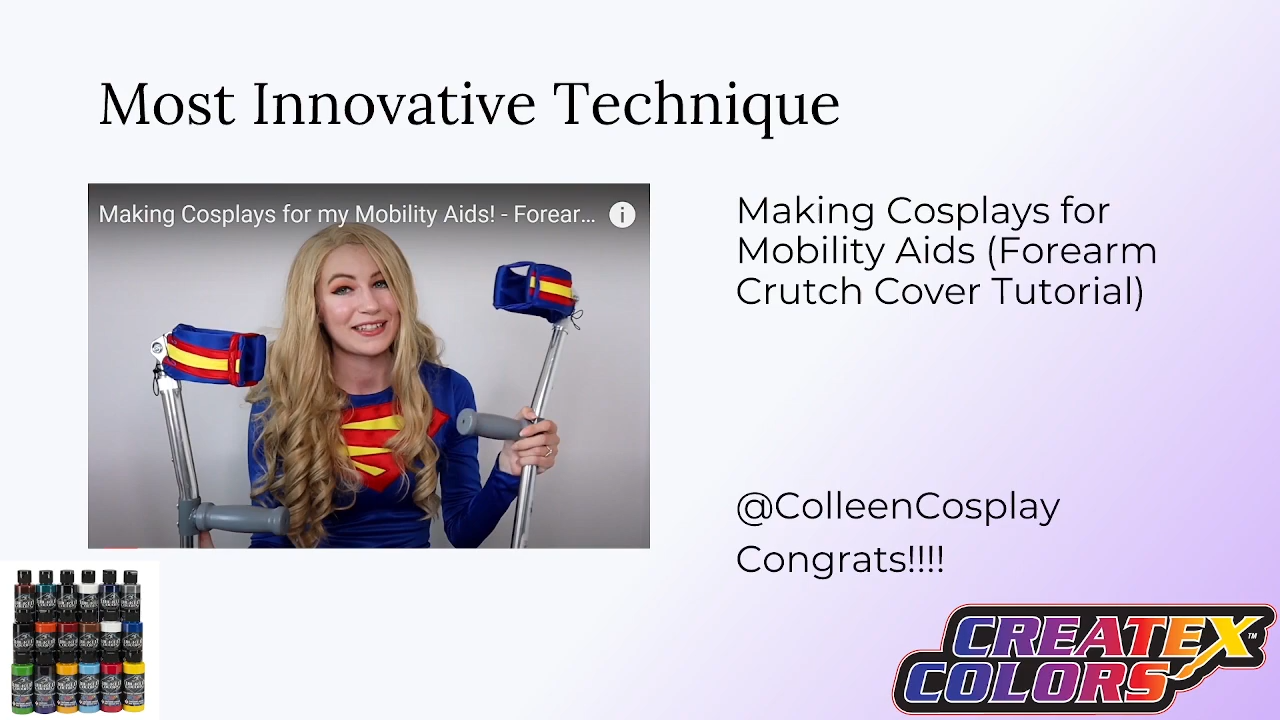 Most Innovative Technique
Making Cosplays for my Mobility Aids! - Forear...
Making Cosplays for
Mobility Aids (Forearm
Crutch Cover Tutorial)
@ColleenCosplay
Congrats!!!!
CREATEX
COLORS
TM